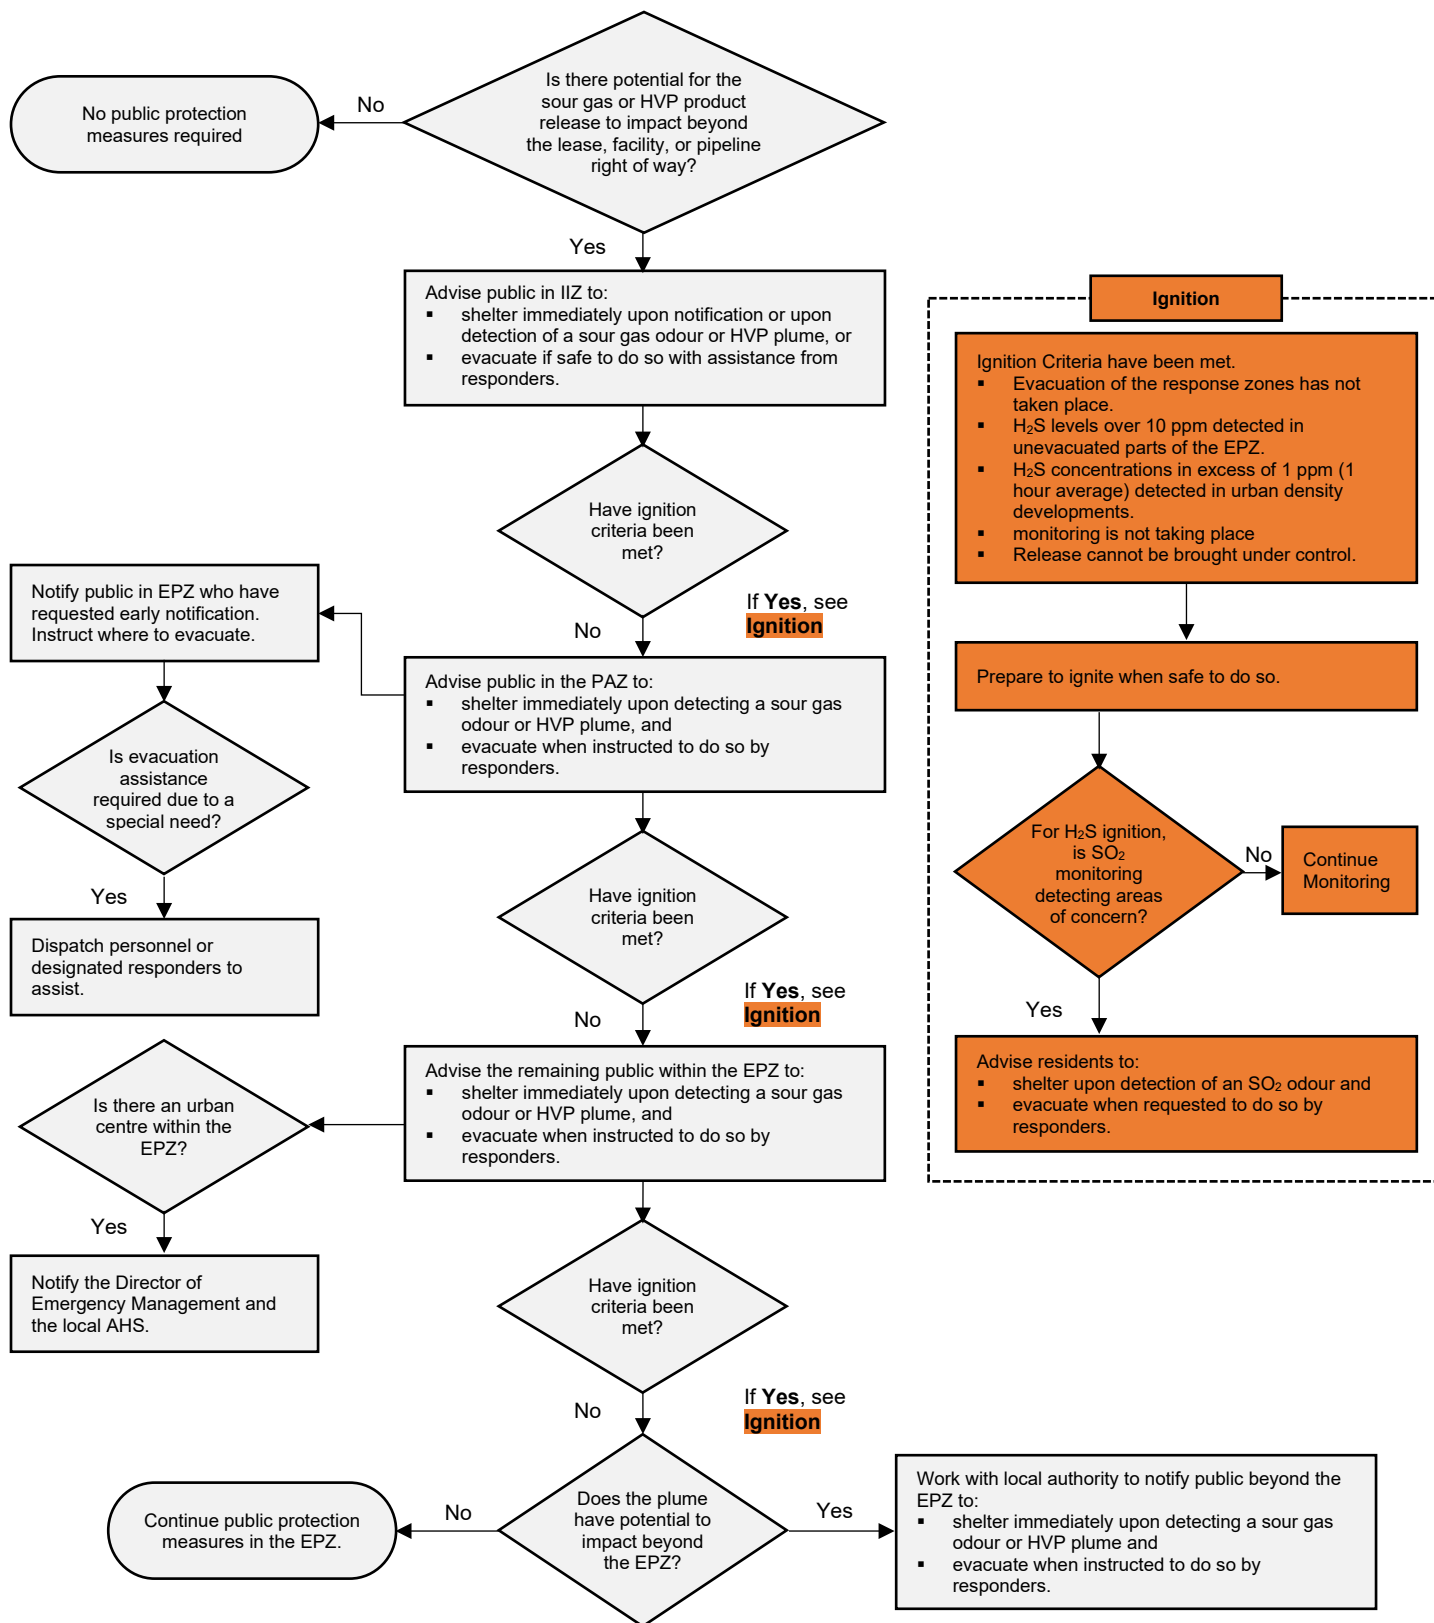 Is there potential for the
sour gas or HVP product
release to impact beyond
the lease, facility, or pipeline
right of way?
No
No public protection
measures required
Yes
Advise public in IIZ to:
▪ shelter immediately upon notification or upon
detection of a sour gas odour or HVP plume, or
▪ evacuate if safe to do so with assistance from
responders.
Have ignition
criteria been
met?
If Yes, see
Ignition
No
Advise public in the PAZ to:
▪ shelter immediately upon detecting a sour gas
odour or HVP plume, and
▪ evacuate when instructed to do so by
responders.
Notify public in EPZ who have
requested early notification.
Instruct where to evacuate.
Is evacuation
assistance
required due to a
special need?
Yes
Dispatch personnel or
designated responders to
assist.
Have ignition
criteria been
met?
If Yes, see
Ignition
No
Advise the remaining public within the EPZ to:
▪ shelter immediately upon detecting a sour gas
odour or HVP plume, and
▪ evacuate when instructed to do so by
responders.
Is there an urban
centre within the
EPZ?
Yes
Notify the Director of
Emergency Management and
the local AHS.
Have ignition
criteria been
met?
If Yes, see
Ignition
No
Does the plume
have potential to
impact beyond
the EPZ?
No
Continue public protection
measures in the EPZ.
Yes
Work with local authority to notify public beyond the
EPZ to:
▪ shelter immediately upon detecting a sour gas
odour or HVP plume and
▪ evacuate when instructed to do so by
responders.
Ignition
Ignition Criteria have been met.
▪ Evacuation of the response zones has not
taken place.
▪ H₂S levels over 10 ppm detected in
unevacuated parts of the EPZ.
▪ H₂S concentrations in excess of 1 ppm (1
hour average) detected in urban density
developments.
▪ monitoring is not taking place
▪ Release cannot be brought under control.
Prepare to ignite when safe to do so.
For H₂S ignition,
is SO₂
monitoring
detecting areas
of concern?
No
Continue
Monitoring
Yes
Advise residents to:
▪ shelter upon detection of an SO₂ odour and
▪ evacuate when requested to do so by
responders.